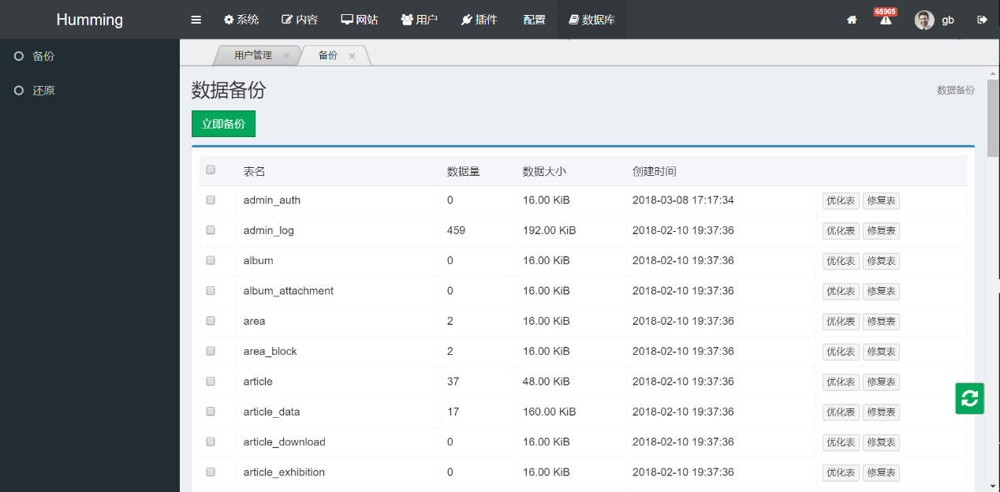 Humming 系统 内容 网站 用户 插件 配置 数据库 65905 gb
备份
还原
用户管理 × 备份 ×
数据备份 数据备份
立即备份
表名 数据量 数据大小 创建时间
admin_auth 0 16.00 KiB 2018-03-08 17:17:34 优化表 修复表
admin_log 459 192.00 KiB 2018-02-10 19:37:36 优化表 修复表
album 0 16.00 KiB 2018-02-10 19:37:36 优化表 修复表
album_attachment 0 16.00 KiB 2018-02-10 19:37:36 优化表 修复表
area 2 16.00 KiB 2018-02-10 19:37:36 优化表 修复表
area_block 2 16.00 KiB 2018-02-10 19:37:36 优化表 修复表
article 37 48.00 KiB 2018-02-10 19:37:36 优化表 修复表
article_data 17 160.00 KiB 2018-02-10 19:37:36 优化表 修复表
article_download 0 16.00 KiB 2018-02-10 19:37:36 优化表 修复表
article_exhibition 0 16.00 KiB 2018-02-10 19:37:36 优化表 修复表